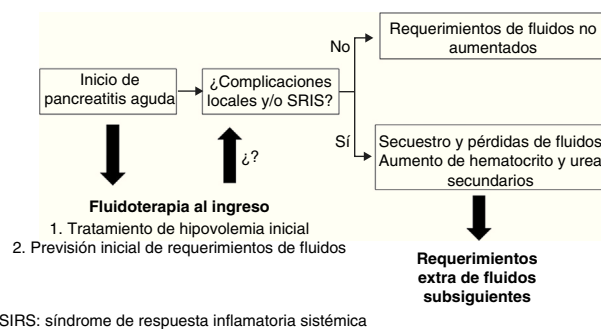 Inicio de
pancreatitis aguda
¿Complicaciones
locales y/o SRIS?
No
Requerimientos de fluidos no
aumentados
Sí
Secuestro y pérdidas de fluidos
Aumento de hematocrito y urea
secundarios
¿?
Fluidoterapia al ingreso
1. Tratamiento de hipovolemia inicial
2. Previsión inicial de requerimientos de fluidos
Requerimientos
extra de fluidos
subsiguientes
SIRS: síndrome de respuesta inflamatoria sistémica